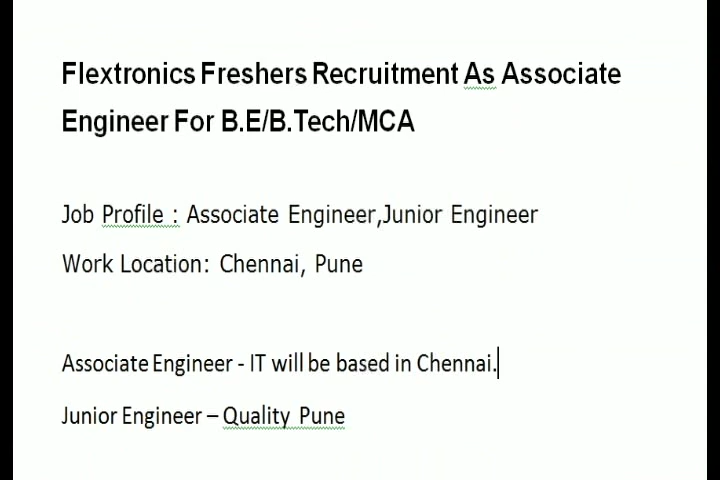 Flextronics Freshers Recruitment As Associate
Engineer For B.E/B.Tech/MCA
Job Profile : Associate Engineer,Junior Engineer
Work Location: Chennai, Pune
Associate Engineer - IT will be based in Chennai.
Junior Engineer – Quality Pune